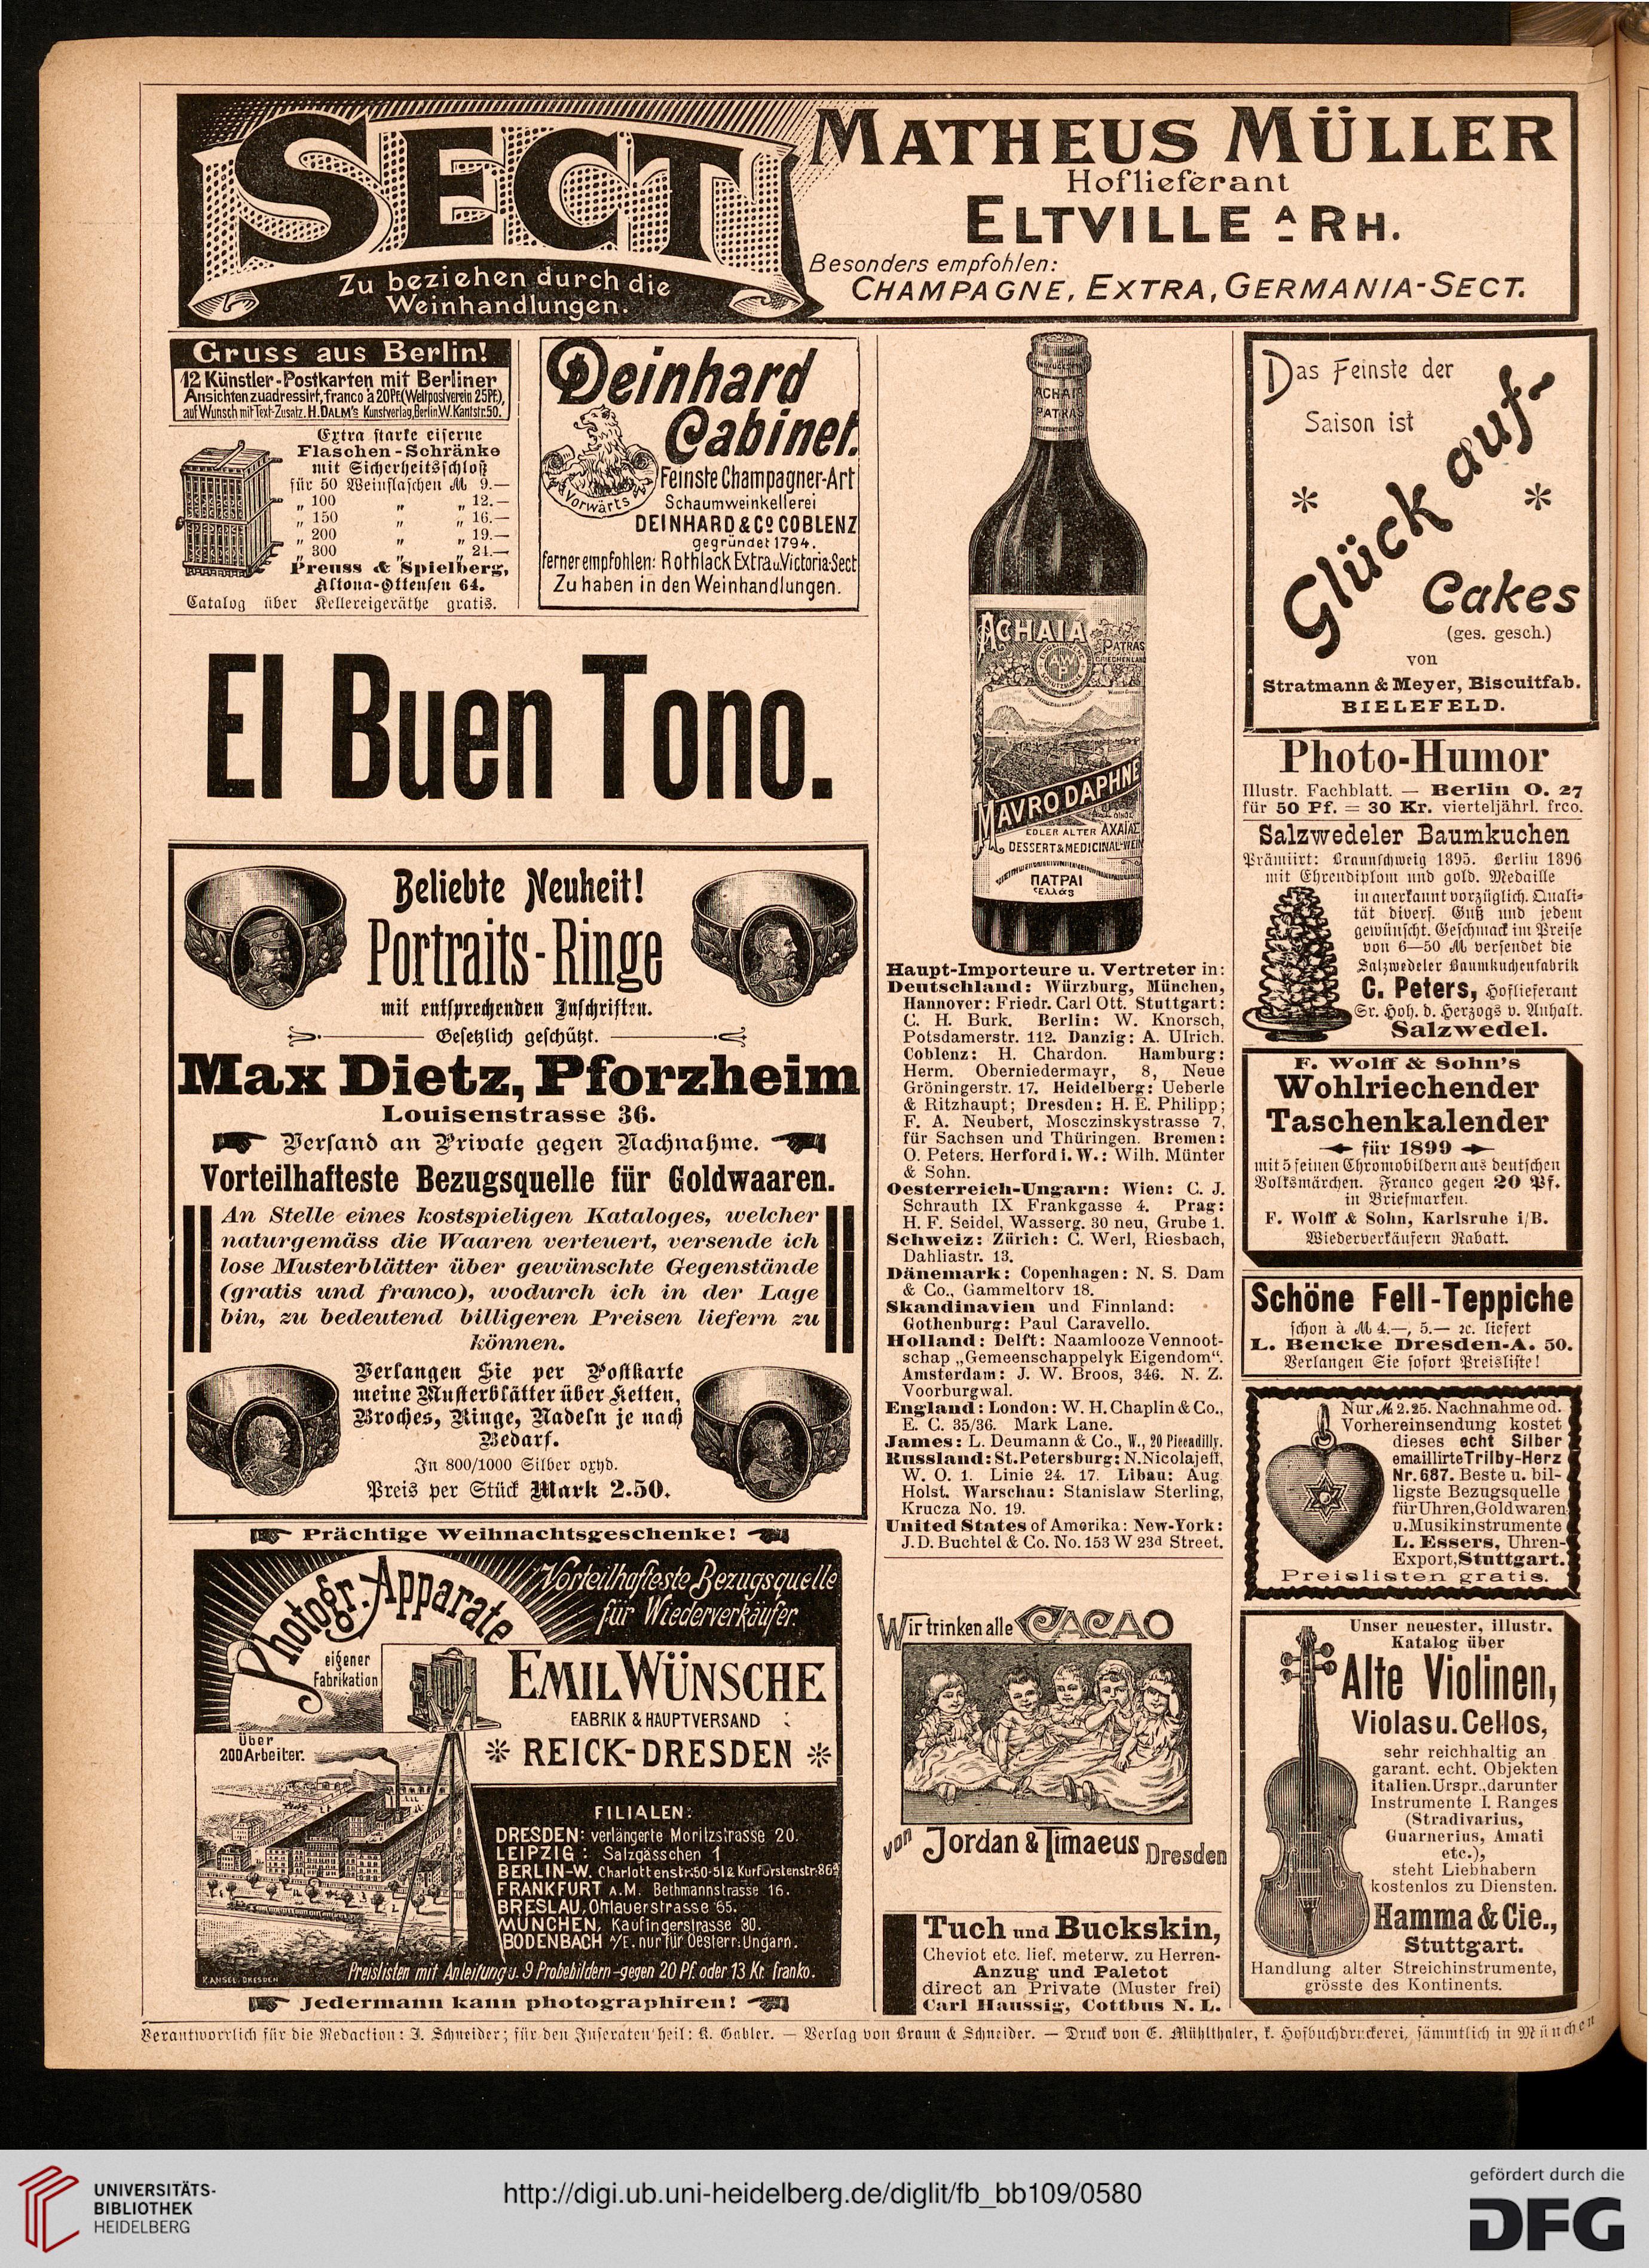 SECT
Zu beziehen durch die
Weinhandlungen.
MATHEUS MÜLLER
Hoflieferant
ELTVILLE A RH.
Besonders empfohlen:
CHAMPAGNE, EXTRA, GERMANIA-SECT.
Gruss aus Berlin!
12 Künstler-Postkarten mit Berliner
Ansichten zuadressirt, franco à 20Pf. (Weltpostverein 25Pf.),
auf Wunsch mit Text-Zusatz. H. DALM's Kunstverlag, Berlin.W. Kantstr. 50.
Extra starke eiserne
Flaschen-Schränke
mit Sicherheitsschloß
für 50 Weinflaschen M 9.—
„ 100 „ „ 12.—
„ 150 „ „ 16.—
„ 200 „ „ 19.—
„ 300 „ „ 24.—
Preuss & Spielberg,
Altona-Ottensen 64.
Catalog über Kellereigeräthe gratis.
Deinhard
Cabinet.
Vorwärts
Feinste Champagner-Art
Schaumweinkellerei
DEINHARD & Co COBLENZ
gegründet 1794.
ferner empfohlen: Rothlack Extra u. Victoria-Sect
Zu haben in den Weinhandlungen.
El Buen Tono.
Beliebte Neuheit!
Portraits-Ringe
mit entsprechenden Inschriften.
Gesetzlich geschützt.
Max Dietz, Pforzheim
Louisenstrasse 36.
Versand an Private gegen Nachnahme.
Vorteilhafteste Bezugsquelle für Goldwaaren.
An Stelle eines kostspieligen Kataloges, welcher
naturgemäss die Waaren verteuert, versende ich
lose Musterblätter über gewünschte Gegenstände
(gratis und franco), wodurch ich in der Lage
bin, zu bedeutend billigeren Preisen liefern zu
können.
Verlangen Sie per Postkarte
meine Musterblätter über Ketten,
Broches, Ringe, Nadeln je nach
Bedarf.
In 800/1000 Silber oxyd.
Preis per Stück Mark 2.50.
Prächtige Weihnachtsgeschenke!
Photogr. Apparate
eigener
Fabrikation
Vorteilhafteste Bezugsquelle
für Wiederverkäufer.
EMIL WÜNSCHE
FABRIK & HAUPTVERSAND
REICK-DRESDEN
Über
200 Arbeiter.
FILIALEN:
DRESDEN: verlängerte Moritzstrasse 20.
LEIPZIG: Salzgässchen 1
BERLIN-W. Charlottenstr. 50-51 & Kurfürstenstr. 86
FRANKFURT A.M. Bethmannstrasse 16.
BRESLAU, Ohlauerstrasse 65.
MÜNCHEN, Kaufingerstrasse 30.
BODENBACH a/E. nur für Oesterr: Ungarn.
Preislisten mit Anleitung u. 9 Probebildern-gegen 20 Pf. oder 13 Kr. franko.
Jedermann kann photographiren!
ACHAIA
PATRAS
ACHAIA
PATRAS
GRIECHENLAND
MAVRO DAPHNE
EDLER ALTER ΑΧΑΪΑΣ
DESSERT & MEDICINAL-WEIN
ΠΑΤΡΑΙ
Haupt-Importeure u. Vertreter in:
Deutschland: Würzburg, München,
Hannover: Friedr. Carl Ott. Stuttgart:
C. H. Burk. Berlin: W. Knorsch,
Potsdamerstr. 112. Danzig: A. Ulrich.
Coblenz: H. Chardon. Hamburg:
Herm. Oberniedermayr, 8, Neue
Gröningerstr. 17. Heidelberg: Ueberle
& Ritzhaupt; Dresden: H. E. Philipp;
F. A. Neubert, Mosczinskystrasse 7,
für Sachsen und Thüringen. Bremen:
O. Peters. Herford i. W.: Wilh. Münter
& Sohn.
Oesterreich-Ungarn: Wien: C. J.
Schrauth IX Frankgasse 4. Prag:
H. F. Seidel, Wasserg. 30 neu, Grube 1.
Schweiz: Zürich: C. Werl, Riesbach,
Dahliastr. 13.
Dänemark: Copenhagen: N. S. Dam
& Co., Gammeltorv 18.
Skandinavien und Finnland:
Gothenburg: Paul Caravello.
Holland: Delft: Naamlooze Vennoot-
schap „Gemeenschappelyk Eigendom“.
Amsterdam: J. W. Broos, 346. N. Z.
Voorburgwal.
England: London: W. H. Chaplin & Co.,
E. C. 35/36. Mark Lane.
James: L. Deumann & Co., W., 20 Piccadilly.
Russland: St. Petersburg: N. Nicolajeff,
W. O. 1. Linie 24. 17. Libau: Aug
Holst. Warschau: Stanislaw Sterling,
Krucza No. 19.
United States of Amerika: New-York:
J. D. Buchtel & Co. No. 153 W 23d Street.
Wir trinken alle CACAO
von Jordan & Timaeus Dresden
Tuch und Buckskin,
Cheviot etc. lief. meterw. zu Herren-
Anzug und Paletot
direct an Private (Muster frei)
Carl Haussig, Cottbus N. L.
Das Feinste der
Saison ist
Glück auf-
Cakes
(ges. gesch.)
von
Stratmann & Meyer, Biscuitfab.
BIELEFELD.
Photo-Humor
Illustr. Fachblatt. — Berlin O. 27
für 50 Pf. = 30 Kr. vierteljährl. frco.
Salzwedeler Baumkuchen
Prämiirt: Braunschweig 1895. Berlin 1896
mit Ehrendiplom und gold. Medaille
in anerkannt vorzüglich. Quali-
tät divers. Guß und jedem
gewünscht. Geschmack im Preise
von 6—50 M versendet die
Salzwedeler Baumkuchenfabrik
C. Peters, Hoflieferant
Sr. Hoh. d. Herzogs v. Anhalt.
Salzwedel.
F. Wolff & Sohn's
Wohlriechender
Taschenkalender
für 1899
mit 5 feinen Chromobildern aus deutschen
Volksmärchen. Franco gegen 20 Pf.
in Briefmarken.
F. Wolff & Sohn, Karlsruhe i/B.
Wiederverkäufern Rabatt.
Schöne Fell-Teppiche
schon à M 4.—, 5.— ꝛc. liefert
L. Bencke Dresden-A. 50.
Verlangen Sie sofort Preisliste!
Nur M 2.25. Nachnahme od.
Vorhereinsendung kostet
dieses echt Silber
emaillirte Trilby-Herz
Nr. 687. Beste u. bil-
ligste Bezugsquelle
für Uhren, Goldwaren
u. Musikinstrumente
L. Essers, Uhren-
Export, Stuttgart.
Preislisten gratis.
Unser neuester, illustr.
Katalog über
Alte Violinen,
Violas u. Cellos,
sehr reichhaltig an
garant. echt. Objekten
italien. Urspr., darunter
Instrumente I. Ranges
(Stradivarius,
Guarnerius, Amati
etc.),
steht Liebhabern
kostenlos zu Diensten.
Hamma & Cie.,
Stuttgart.
Handlung alter Streichinstrumente,
grösste des Kontinents.
Verantwortlich für die Redaction: J. Schneider; für den Inseratentheil: K. Gabler. — Verlag von Braun & Schneider. — Druck von E. Mühlthaler, k. Hofbuchdruckerei, sämmtlich in München
UNIVERSITÄTS-
BIBLIOTHEK
HEIDELBERG
http://digi.ub.uni-heidelberg.de/diglit/fb_bb109/0580
gefördert durch die
DFG